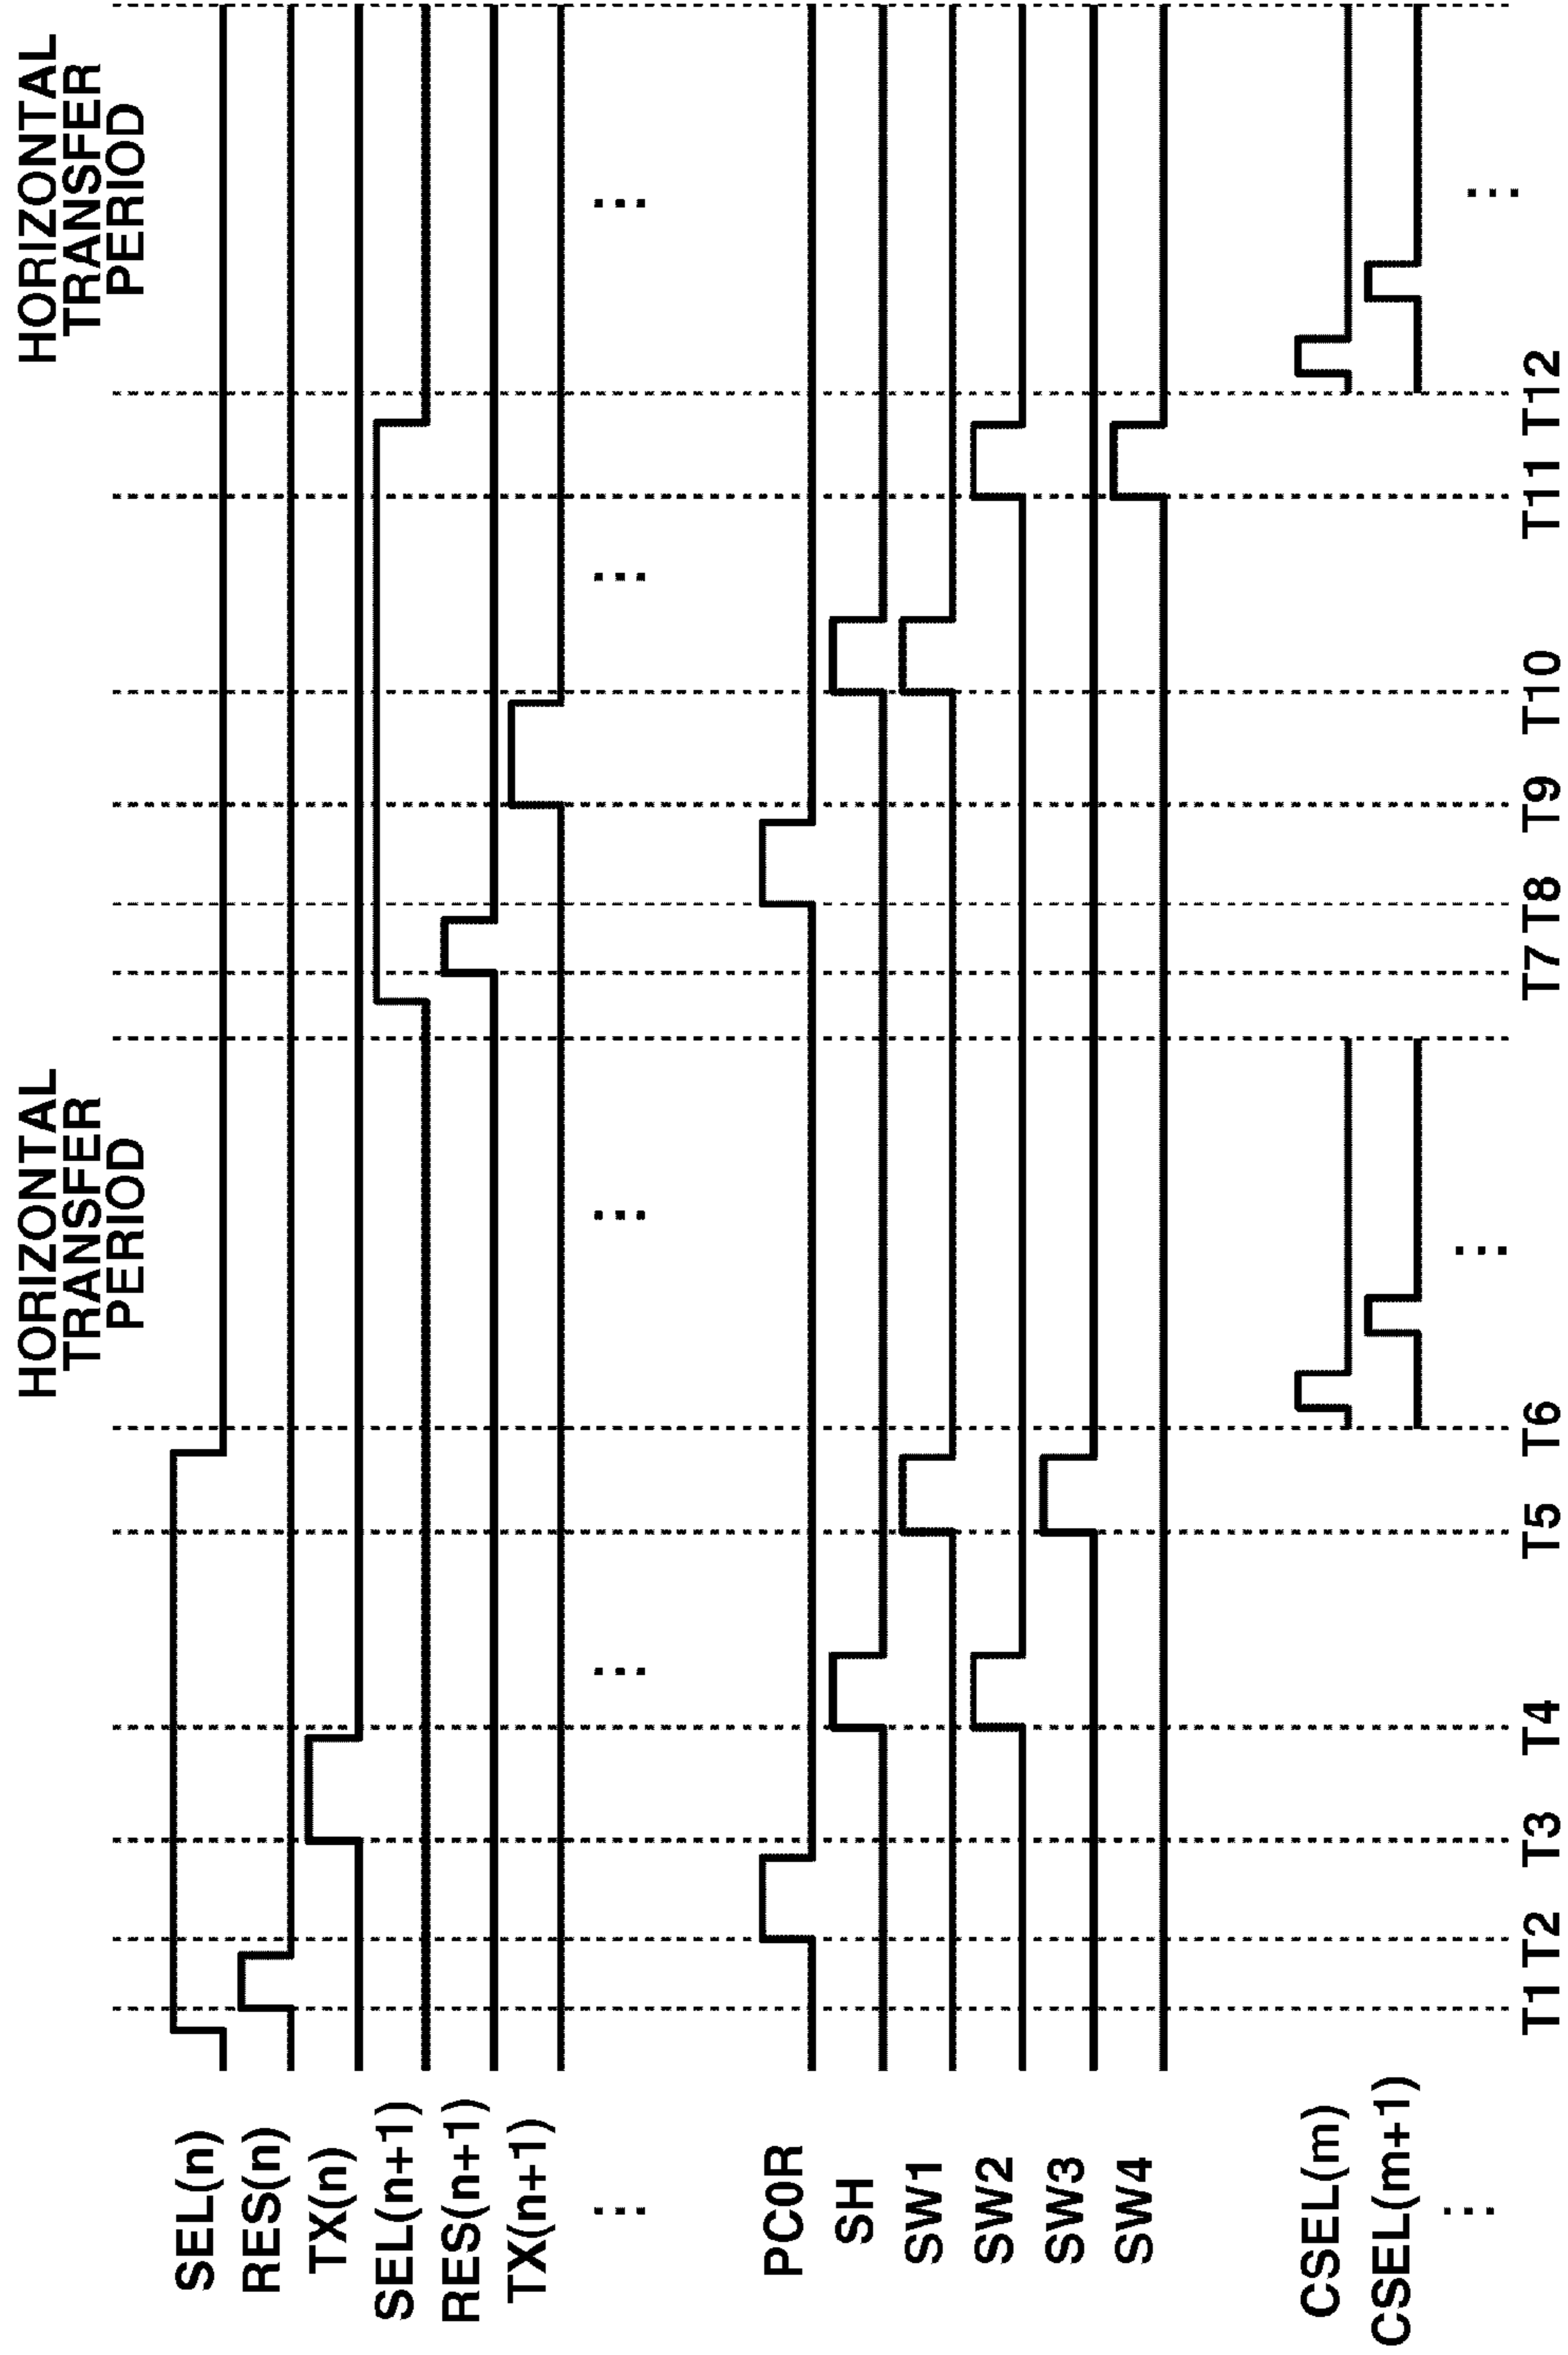 HORIZONTAL
TRANSFER
PERIOD
HORIZONTAL
TRANSFER
PERIOD
SEL(n)
RES(n)
TX(n)
SEL(n+1)
RES(n+1)
TX(n+1)
...
...
...
...
...
PC0R
SH
SW1
SW2
SW3
SW4
CSEL(m)
CSEL(m+1)
...
...
...
T1 T2 T3 T4 T5 T6 T7 T8 T9 T10 T11 T12